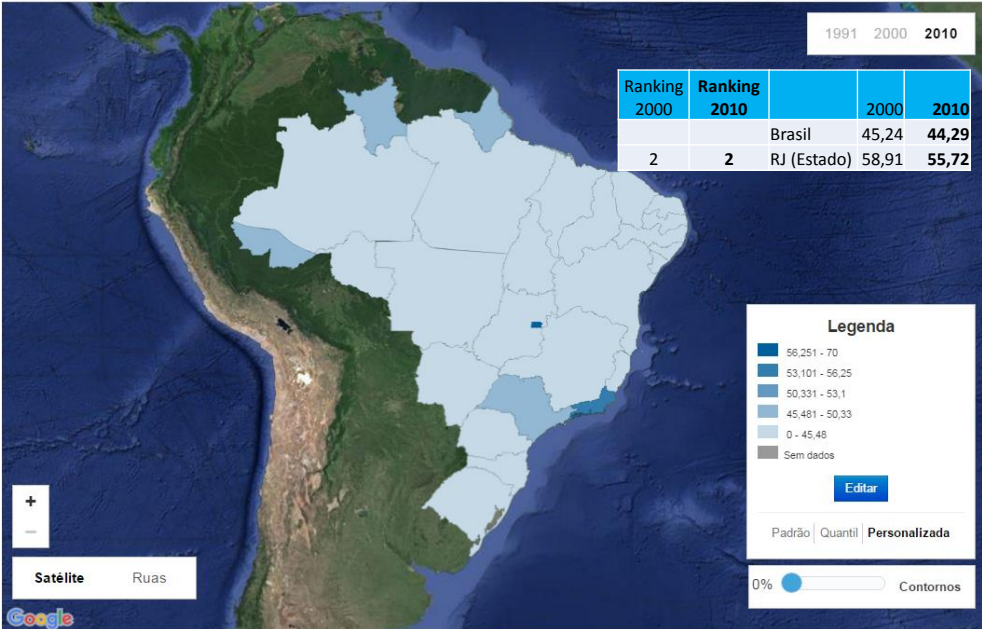 1991 2000 2010
Ranking 2000 Ranking 2010 2000 2010
Brasil 45,24 44,29
2 2 RJ (Estado) 58,91 55,72
Legenda
56,251 - 70
53,101 - 56,25
50,331 - 53,1
45,481 - 50,33
0 - 45,48
Sem dados
Editar
Padrão Quantil Personalizada
0% Contornos
+
−
Satélite Ruas
Google